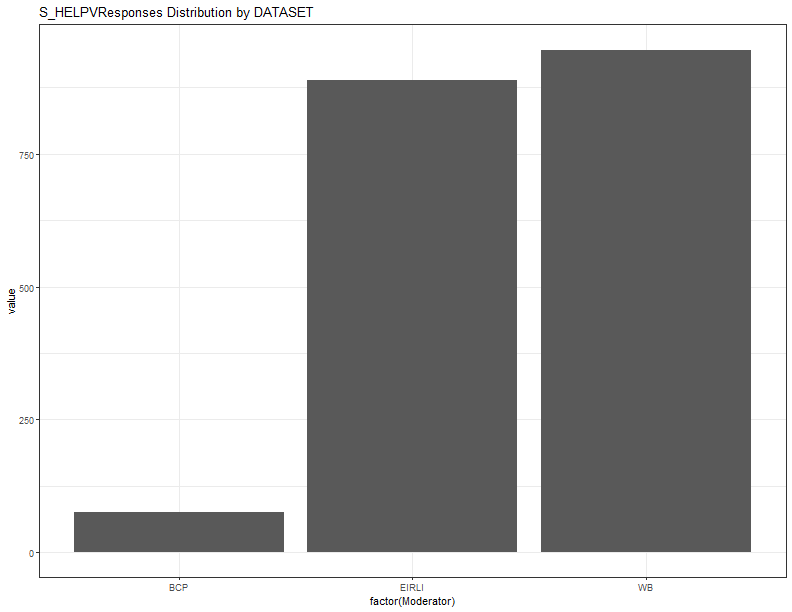 S_HELPVResponses Distribution by DATASET
value
750
500
250
0
BCP EIRLI WB
factor(Moderator)